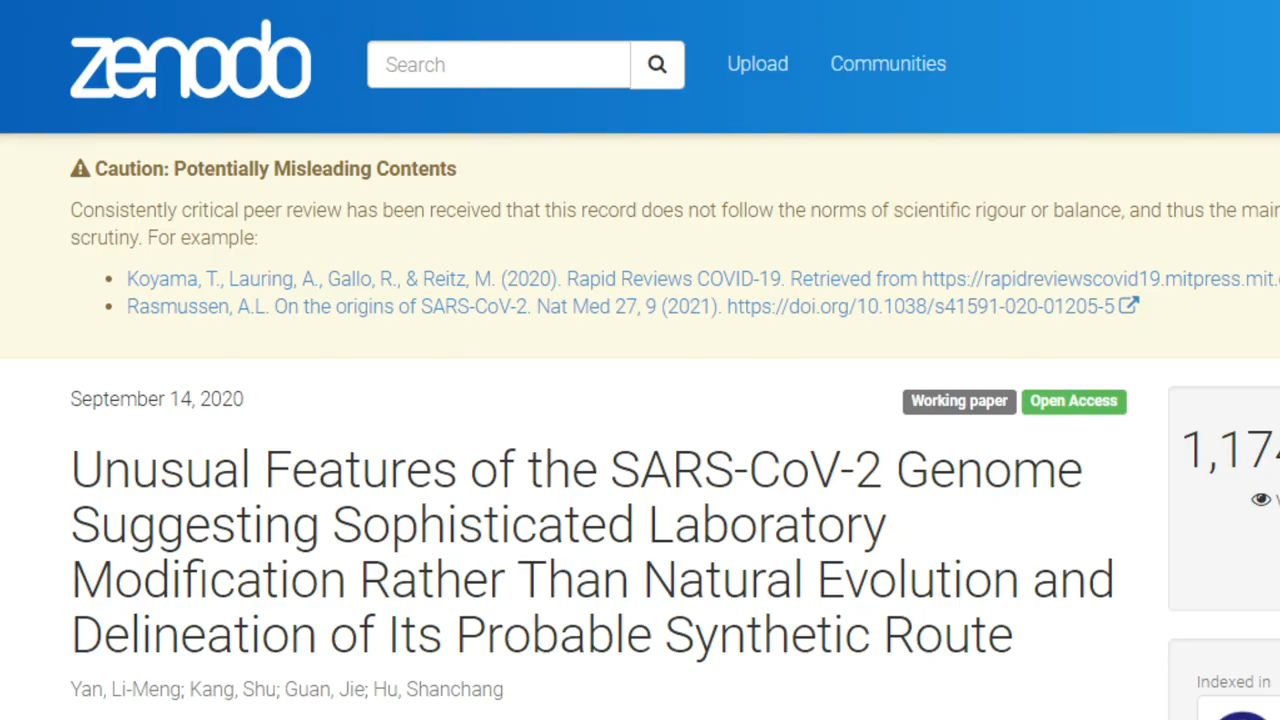 zenodo
Search
Upload
Communities
Caution: Potentially Misleading Contents
Consistently critical peer review has been received that this record does not follow the norms of scientific rigour or balance, and thus the
scrutiny. For example:
Koyama, T., Lauring, A., Gallo, R., & Reitz, M. (2020). Rapid Reviews COVID-19. Retrieved from https://rapidreviewscovid19.mitpress.mit.
Rasmussen, A.L. On the origins of SARS-CoV-2. Nat Med 27, 9 (2021). https://doi.org/10.1038/s41591-020-01205-5
September 14, 2020
Working paper
Open Access
1,174
Unusual Features of the SARS-CoV-2 Genome
Suggesting Sophisticated Laboratory
Modification Rather Than Natural Evolution and
Delineation of Its Probable Synthetic Route
Yan, Li-Meng; Kang, Shu; Guan, Jie; Hu, Shanchang
Indexed in